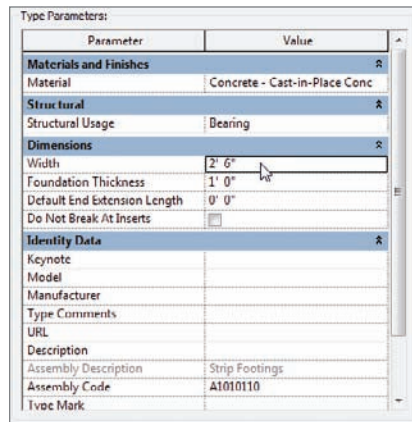 Type Parameters:
Parameter Value
Materials and Finishes
Material Concrete - Cast-in-Place Conc
Structural
Structural Usage Bearing
Dimensions
Width 2' 6"
Foundation Thickness 1' 0"
Default End Extension Length 0' 0"
Do Not Break At Inserts
Identity Data
Keynote
Model
Manufacturer
Type Comments
URL
Description
Assembly Description Strip Footings
Assembly Code A1010110
Type Mark